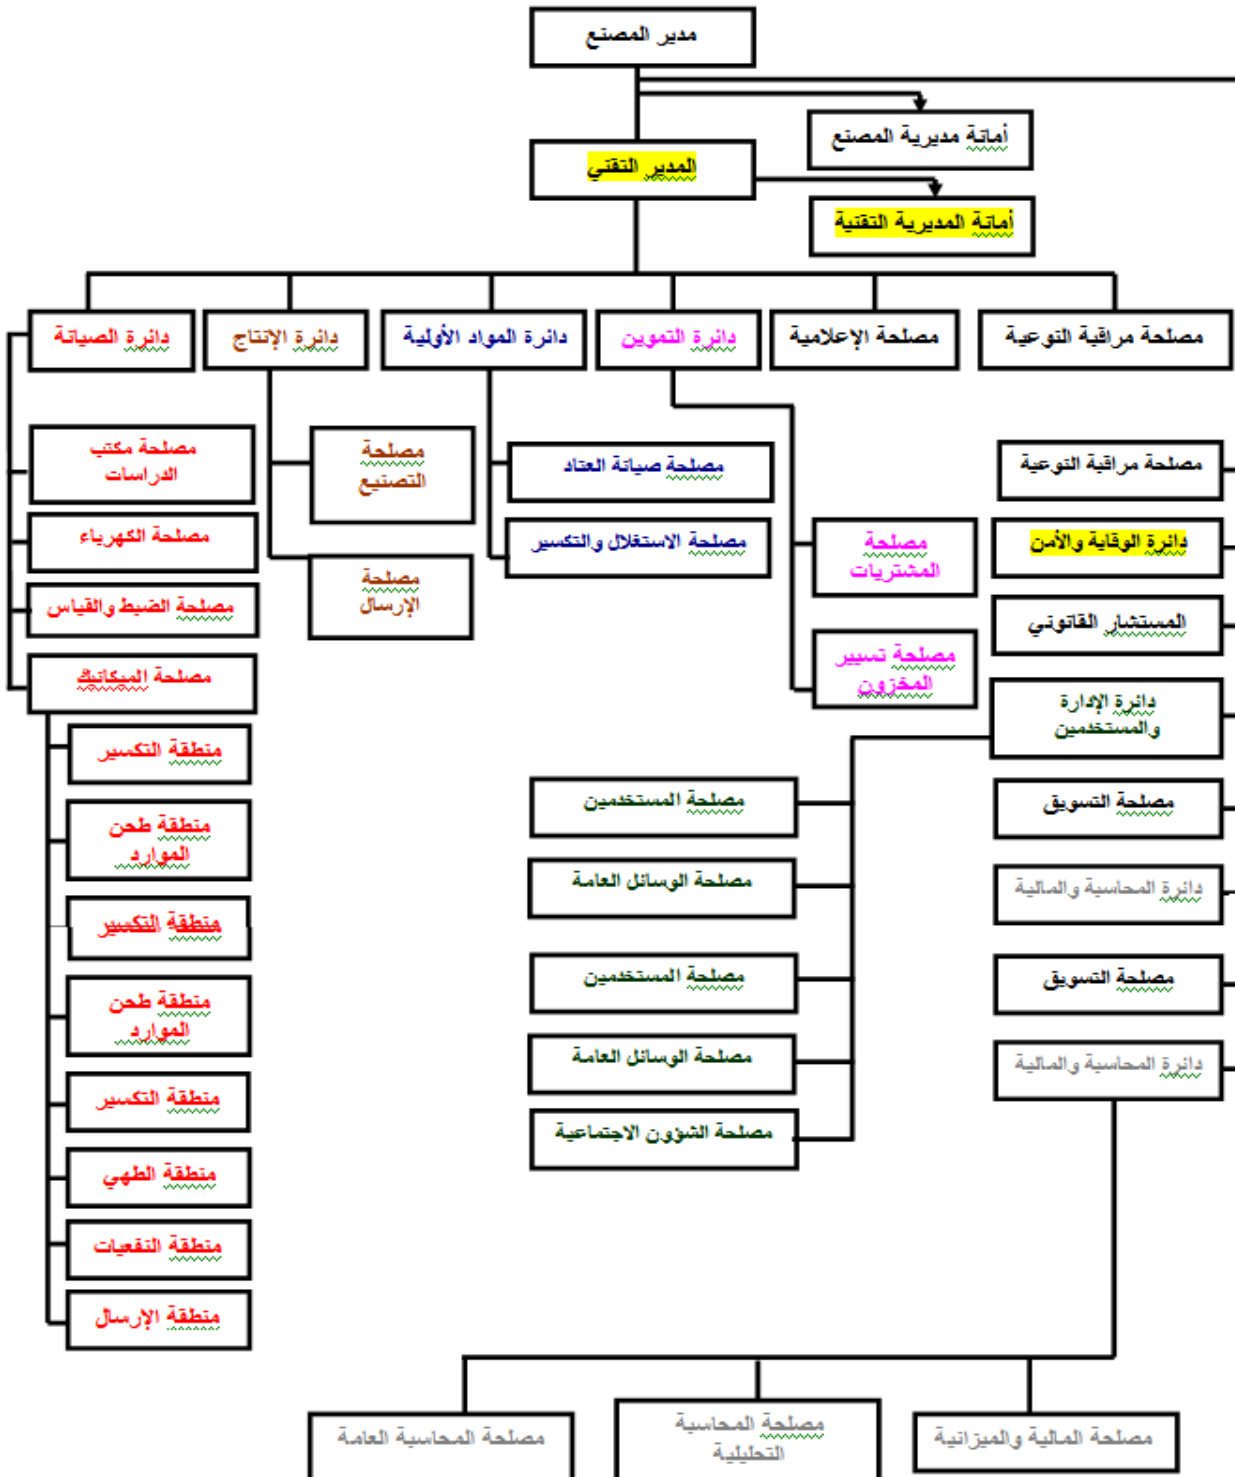 مدير المصنع
أمانة مديرية المصنع
المدير التقني
أمانة المديرية التقنية
مصلحة مراقبة النوعية
مصلحة الإعلامية
دائرة التموين
دائرة المواد الأولية
دائرة الإنتاج
دائرة الصيانة
مصلحة مراقبة النوعية
دائرة الوقاية والأمن
المستشار القانوني
دائرة الإدارة
والمستخدمين
مصلحة التسويق
دائرة المحاسبة والمالية
مصلحة التسويق
دائرة المحاسبة والمالية
مصلحة
المشتريات
مصلحة تسيير
المخزون
مصلحة صيانة العتاد
مصلحة الاستغلال والتكسير
مصلحة
التصنيع
مصلحة
الإرسال
مصلحة مكتب
الدراسات
مصلحة الكهرباء
مصلحة الضبط والقياس
مصلحة الميكانيك
منطقة التكسير
منطقة طحن
الموارد
منطقة التكسير
منطقة طحن
الموارد
منطقة التكسير
منطقة الطهي
منطقة النفعيات
منطقة الإرسال
مصلحة المستخدمين
مصلحة الوسائل العامة
مصلحة المستخدمين
مصلحة الوسائل العامة
مصلحة الشؤون الاجتماعية
مصلحة المالية والميزانية
مصلحة المحاسبة
التحليلية
مصلحة المحاسبة العامة